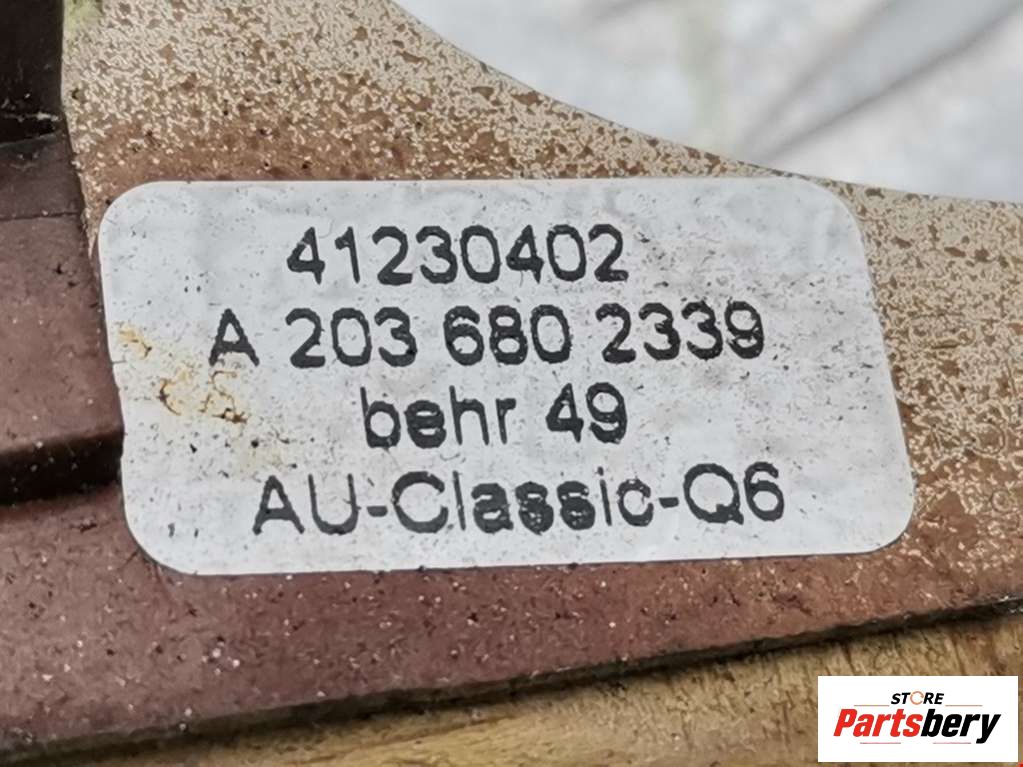 41230402
A 203 680 2339
behr 49
AU-Classic-Q6
STORE
Partsbery